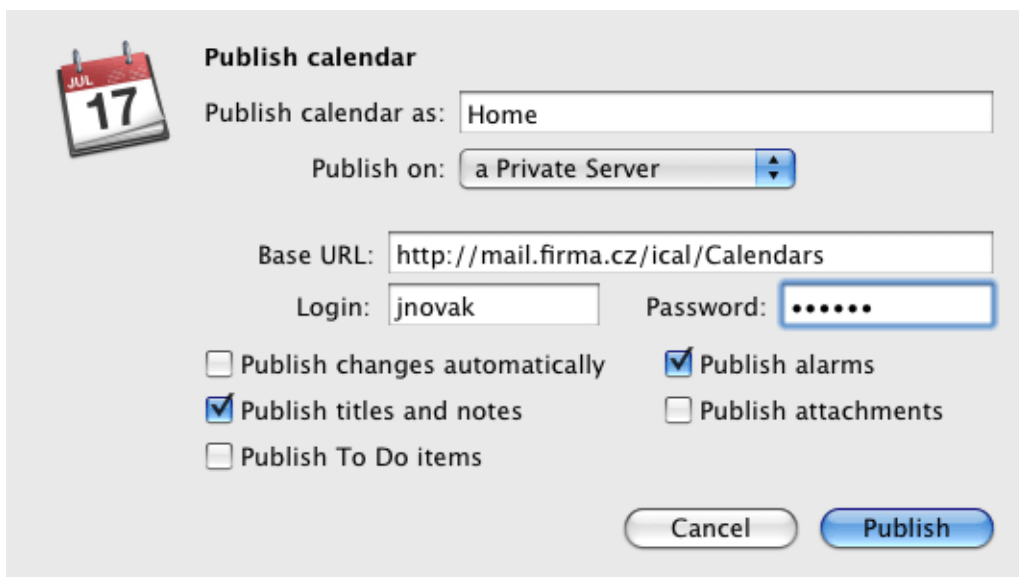 JUL
17
Publish calendar
Publish calendar as: Home
Publish on: a Private Server
Base URL: http://mail.firma.cz/ical/Calendars
Login: jnovak Password: ••••••
Publish changes automatically Publish alarms
Publish titles and notes Publish attachments
Publish To Do items
Cancel Publish